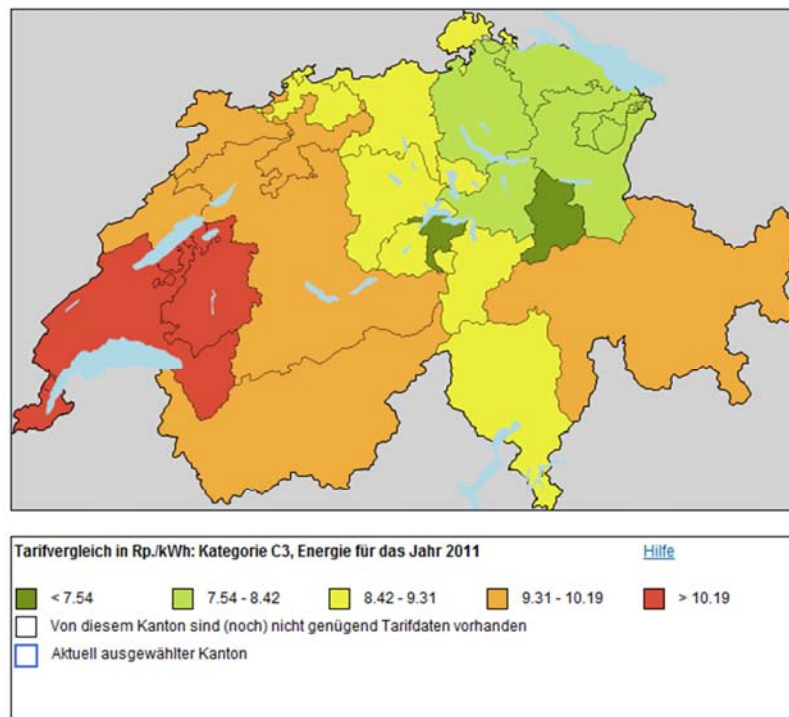 Tarifvergleich in Rp./kWh: Kategorie C3, Energie für das Jahr 2011 Hilfe
< 7.54 7.54 - 8.42 8.42 - 9.31 9.31 - 10.19 > 10.19
Von diesem Kanton sind (noch) nicht genügend Tarifdaten vorhanden
Aktuell ausgewählter Kanton